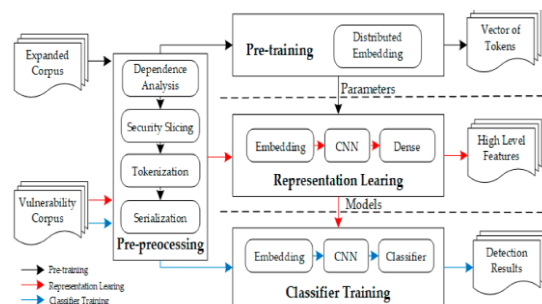 Expanded
Corpus
Vulnerability
Corpus
Dependence
Analysis
Security Slicing
Tokenization
Serialization
Pre-preocessing
Pre-training
Distributed
Embedding
Vector of
Tokens
Parameters
Embedding
CNN
Dense
Representation Learing
High Level
Features
Models
Embedding
CNN
Classifier
Classifier Training
Detection
Results
Pre-training
Representation Learing
Classifier Training